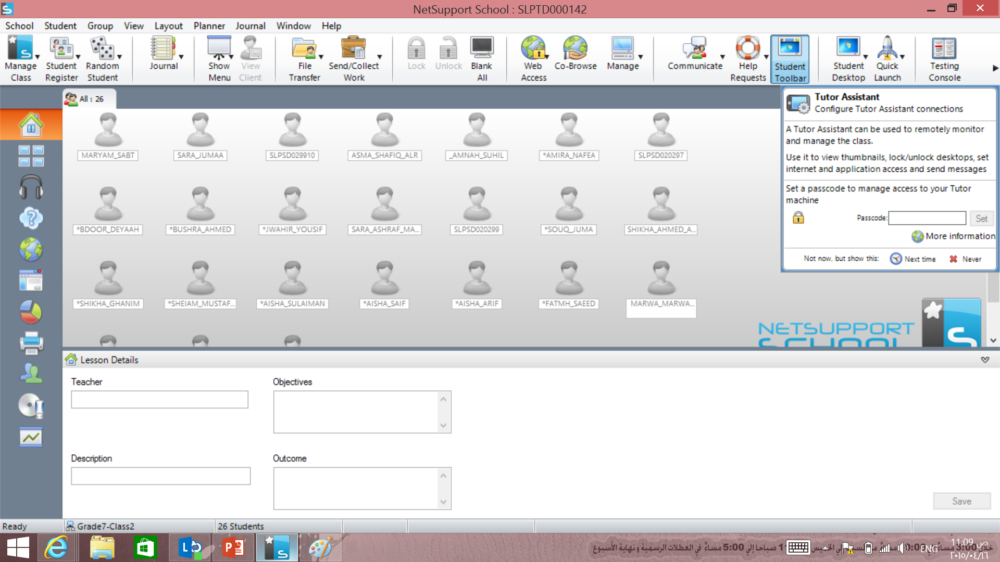 NetSupport School : SLPTD000142
School Student Group View Layout Planner Journal Window Help
Manage Class
Student Register
Random Student
Journal
Show Menu
View Client
File Transfer
Send/Collect Work
Lock
Unlock
Blank All
Web Access
Co-Browse
Manage
Communicate
Help Requests
Student Toolbar
Student Desktop
Quick Launch
Testing Console
All : 26
MARYAM_SABT SARA_JUMAA SLPSD029910 ASMA_SHAFIQ_ALR _AMNAH_SUHIL *AMIRA_NAFEA SLPSD020297
*BDOOR_DEYAAH *BUSHRA_AHMED *JWAHIR_YOUSIF SARA_ASHRAF_MA... SLPSD020299 *SOUQ_JUMA SHIKHA_AHMED_A...
*SHIKHA_GHANIM *SHEIAM_MUSTAF... *AISHA_SULAIMAN *AISHA_SAIF *AISHA_ARIF *FATMH_SAEED MARWA_MARWA...
Tutor Assistant
Configure Tutor Assistant connections
A Tutor Assistant can be used to remotely monitor
and manage the class.
Use it to view thumbnails, lock/unlock desktops, set
internet and application access and send messages
Set a passcode to manage access to your Tutor
machine
Passcode: Set
More information
Not now, but show this: Next time Never
NETSUPPORT
SCHOOL
Lesson Details
Teacher Objectives
Description Outcome
Save
Ready Grade7-Class2 26 Students
صباحا إلى 5:00 مساءً في العطلات الرسمية و نهاية الأسبوع
ENG
11:09 ص
٢٠١٥/٠٤/١٦